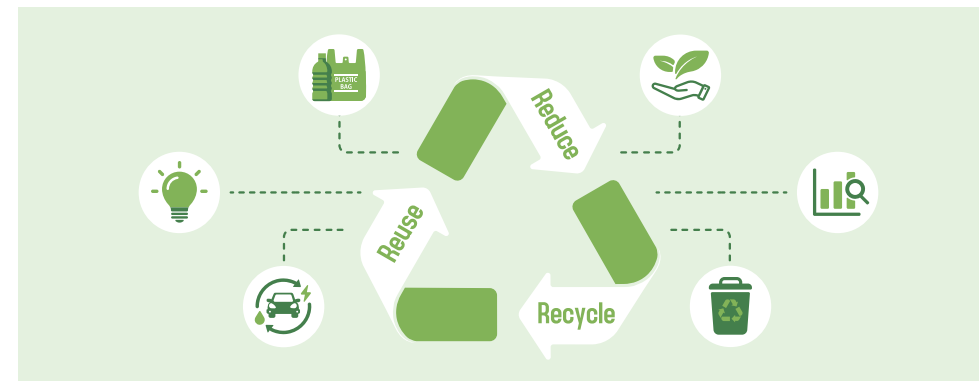 PLASTIC
BAG
Reduce
Reuse
Recycle